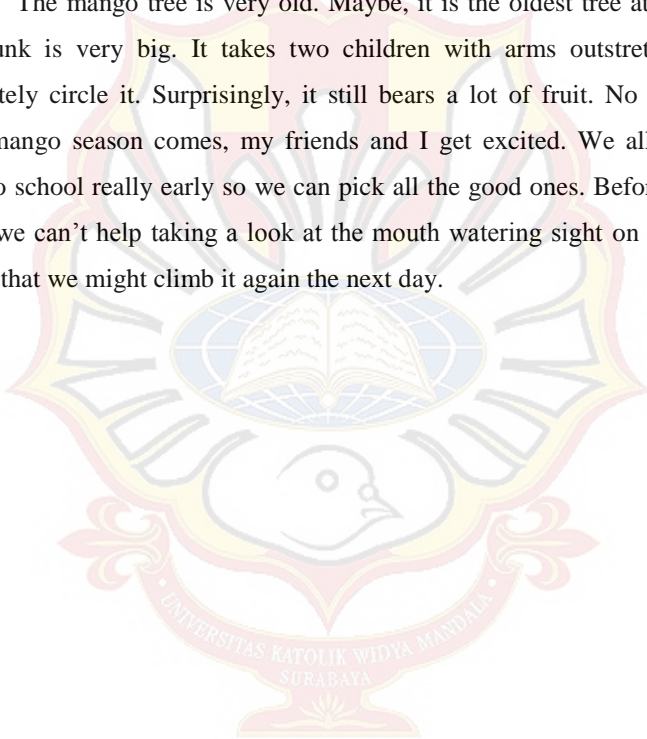 The mango tree is very old. Maybe, it is the oldest tree at
is very big. It takes two children with arms
circle it. Surprisingly, it still bears a lot of fruit. No
mango season comes, my friends and I get excited. We all
school really early so we can pick all the good ones.
we can’t help taking a look at the mouth watering sight on
that we might climb it again the next day.
UNIVERSITAS KATOLIK WIDYA MANDALA
SURABAYA